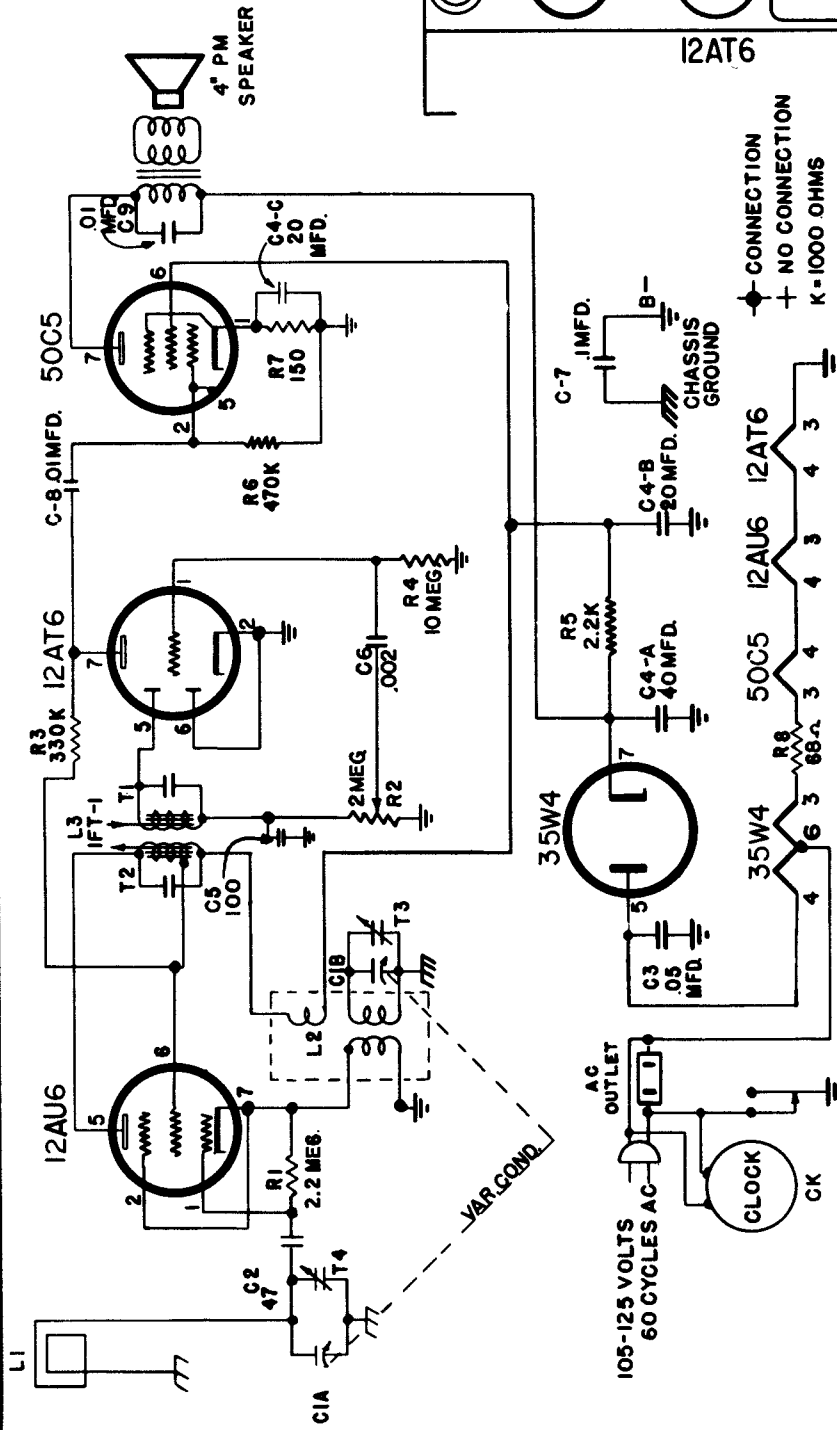 L1
C1A
C2
47
T4
R1
2.2 MEG.
12AU6
5
2
1
6
7
VAR. COND.
L2
C1B
T3
T2
L3
IFT-1
T1
C5
100
R3
330K
12AT6
7
5
6
1
2
2 MEG
R2
C6
.002
R4
10 MEG
C-8 .01MFD.
50C5
7
6
2
5
1
R6
470K
R7
150
C4-C
20
MFD.
.01
MFD
C9
4" PM
SPEAKER
12AT6
105-125 VOLTS
60 CYCLES AC
AC
OUTLET
CLOCK
CK
C3
.05
MFD.
35W4
5
7
C4-A
40 MFD.
R5
2.2K
C4-B
20 MFD.
C-7
.1MFD.
B-
CHASSIS
GROUND
35W4
4
6
3
R8
68Ω
50C5
3
4
12AU6
4
3
12AT6
4
3
CONNECTION
NO CONNECTION
K = 1000 OHMS